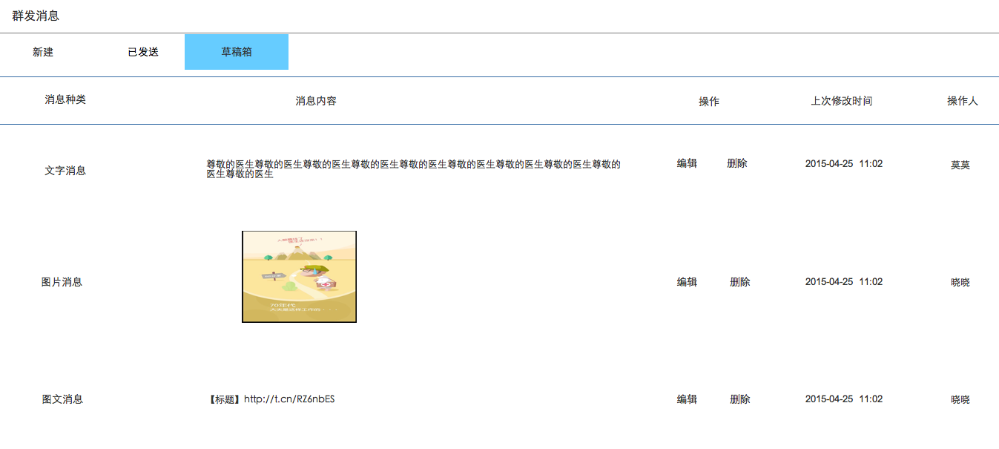 群发消息
新建 已发送 草稿箱
消息种类 消息内容 操作 上次修改时间 操作人
文字消息 尊敬的医生尊敬的医生尊敬的医生尊敬的医生尊敬的医生尊敬的医生尊敬的医生尊敬的医生尊敬的 编辑 删除 2015-04-25 11:02 莫莫
医生尊敬的医生
70年代
图片消息 编辑 删除 2015-04-25 11:02 晓晓
图文消息 【标题】http://t.cn/RZ6nbES 编辑 删除 2015-04-25 11:02 晓晓